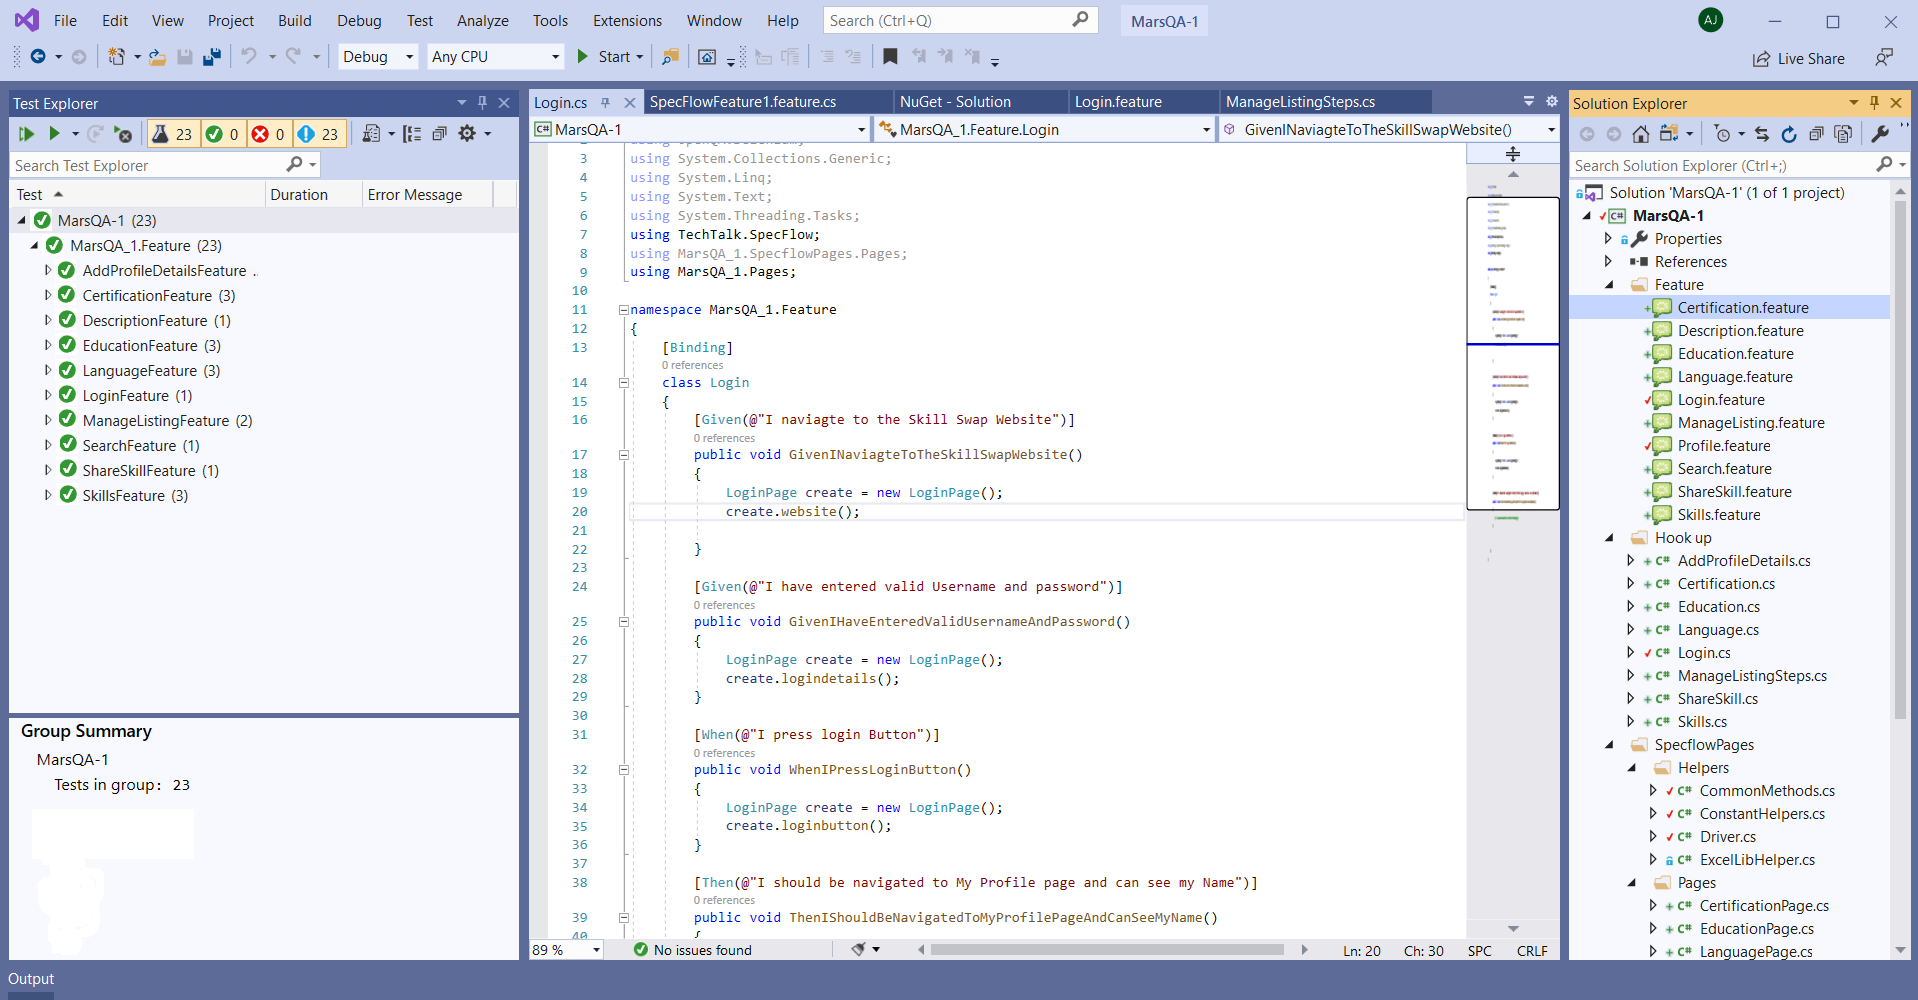 File Edit View Project Build Debug Test Analyze Tools Extensions Window Help Search (Ctrl+Q) MarsQA-1 AJ
Debug Any CPU Start Live Share
Test Explorer
23 0 0 23
Search Test Explorer
Test Duration Error Message
MarsQA-1 (23)
MarsQA_1.Feature (23)
AddProfileDetailsFeature ..
CertificationFeature (3)
DescriptionFeature (1)
EducationFeature (3)
LanguageFeature (3)
LoginFeature (1)
ManageListingFeature (2)
SearchFeature (1)
ShareSkillFeature (1)
SkillsFeature (3)
Group Summary
MarsQA-1
Tests in group: 23
Output
Login.cs SpecFlowFeature1.feature.cs NuGet - Solution Login.feature ManageListingSteps.cs
C# MarsQA-1 MarsQA_1.Feature.Login GivenINaviagteToTheSkillSwapWebsite()
3 using System.Collections.Generic;
4 using System.Linq;
5 using System.Text;
6 using System.Threading.Tasks;
7 using TechTalk.SpecFlow;
8 using MarsQA_1.SpecflowPages.Pages;
9 using MarsQA_1.Pages;
10
11 namespace MarsQA_1.Feature
12 {
13 [Binding]
0 references
14 class Login
15 {
16 [Given(@"I naviagte to the Skill Swap Website")]
0 references
17 public void GivenINaviagteToTheSkillSwapWebsite()
18 {
19 LoginPage create = new LoginPage();
20 create.website();
21
22 }
23
24 [Given(@"I have entered valid Username and password")]
0 references
25 public void GivenIHaveEnteredValidUsernameAndPassword()
26 {
27 LoginPage create = new LoginPage();
28 create.logindetails();
29 }
30
31 [When(@"I press login Button")]
0 references
32 public void WhenIPressLoginButton()
33 {
34 LoginPage create = new LoginPage();
35 create.loginbutton();
36 }
37
38 [Then(@"I should be navigated to My Profile page and can see my Name")]
0 references
39 public void ThenIShouldBeNavigatedToMyProfilePageAndCanSeeMyName()
40 {
89 % No issues found Ln: 20 Ch: 30 SPC CRLF
Solution Explorer
Search Solution Explorer (Ctrl+;)
Solution 'MarsQA-1' (1 of 1 project)
C# MarsQA-1
Properties
References
Feature
Certification.feature
Description.feature
Education.feature
Language.feature
Login.feature
ManageListing.feature
Profile.feature
Search.feature
ShareSkill.feature
Skills.feature
Hook up
C# AddProfileDetails.cs
C# Certification.cs
C# Education.cs
C# Language.cs
C# Login.cs
C# ManageListingSteps.cs
C# ShareSkill.cs
C# Skills.cs
SpecflowPages
Helpers
C# CommonMethods.cs
C# ConstantHelpers.cs
C# Driver.cs
C# ExcelLibHelper.cs
Pages
C# CertificationPage.cs
C# EducationPage.cs
C# LanguagePage.cs